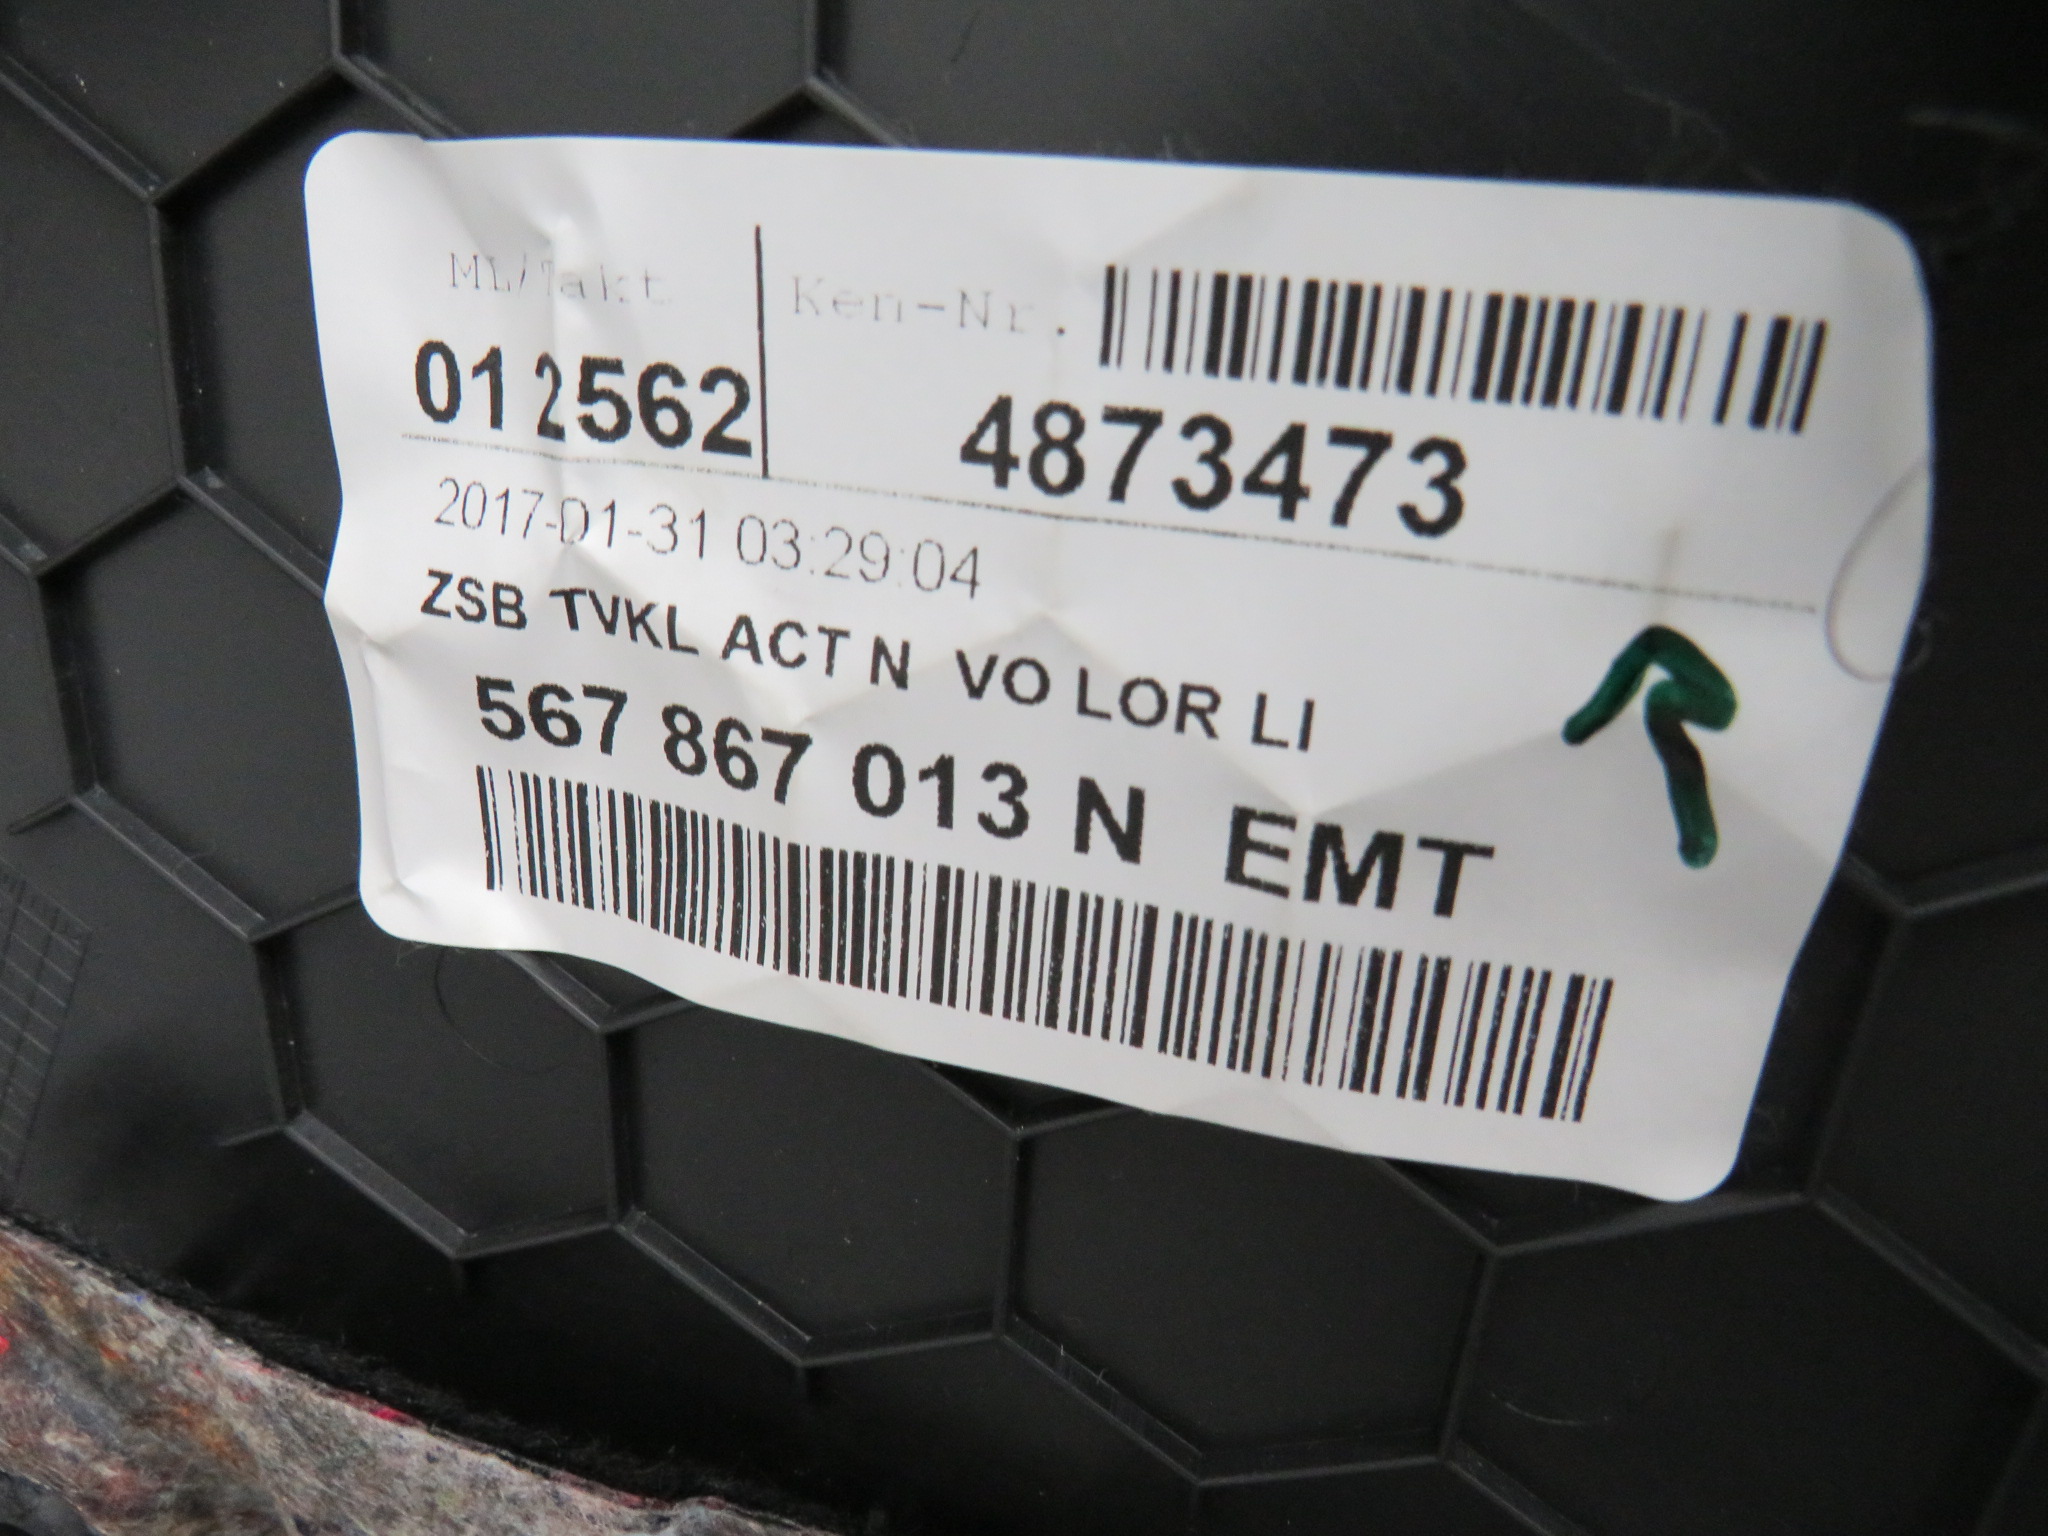 ML/Takt Ken-Nr.
012562 4873473
2017-01-31 03:29:04
ZSB TVKL ACT N VO LOR LI
567 867 013 N EMT